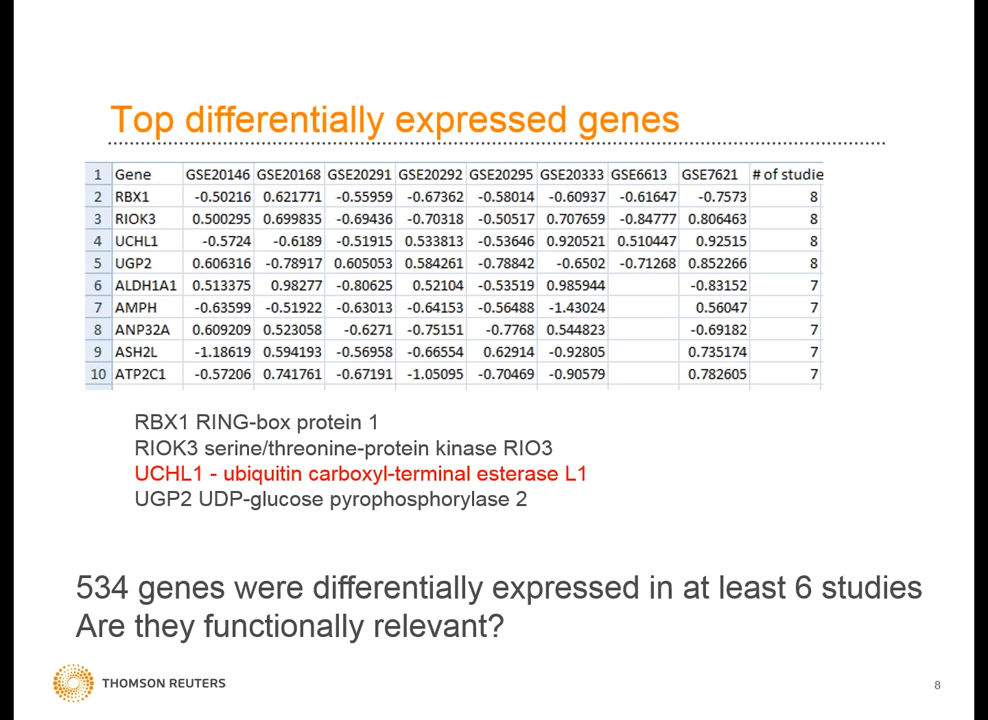 Top differentially expressed genes
1 Gene GSE20146 GSE20168 GSE20291 GSE20292 GSE20295 GSE20333 GSE6613 GSE7621 # of studie
2 RBX1 -0.50216 0.621771 -0.55959 -0.67362 -0.58014 -0.60937 -0.61647 -0.7573 8
3 RIOK3 0.500295 0.699835 -0.69436 -0.70318 -0.50517 0.707659 -0.84777 0.806463 8
4 UCHL1 -0.5724 -0.6189 -0.51915 0.533813 -0.53646 0.920521 0.510447 0.92515 8
5 UGP2 0.606316 -0.78917 0.605053 0.584261 -0.78842 -0.6502 -0.71268 0.852266 8
6 ALDH1A1 0.513375 0.98277 -0.80625 0.52104 -0.53519 0.985944 -0.83152 7
7 AMPH -0.63599 -0.51922 -0.63013 -0.64153 -0.56488 -1.43024 0.56047 7
8 ANP32A 0.609209 0.523058 -0.6271 -0.75151 -0.7768 0.544823 -0.69182 7
9 ASH2L -1.18619 0.594193 -0.56958 -0.66554 0.62914 -0.92805 0.735174 7
10 ATP2C1 -0.57206 0.741761 -0.67191 -1.05095 -0.70469 -0.90579 0.782605 7
RBX1 RING-box protein 1
RIOK3 serine/threonine-protein kinase RIO3
UCHL1 - ubiquitin carboxyl-terminal esterase L1
UGP2 UDP-glucose pyrophosphorylase 2
534 genes were differentially expressed in at least 6 studies
Are they functionally relevant?
THOMSON REUTERS
8